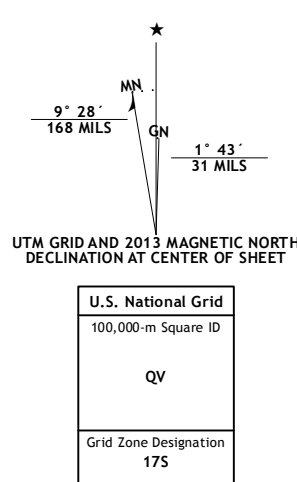 ★
MN
9° 28´
168 MILS
GN
1° 43´
31 MILS
UTM GRID AND 2013 MAGNETIC NORTH
DECLINATION AT CENTER OF SHEET
U.S. National Grid
100,000-m Square ID
QV
Grid Zone Designation
17S